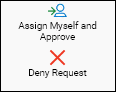 Assign Myself and
Approve
Deny Request